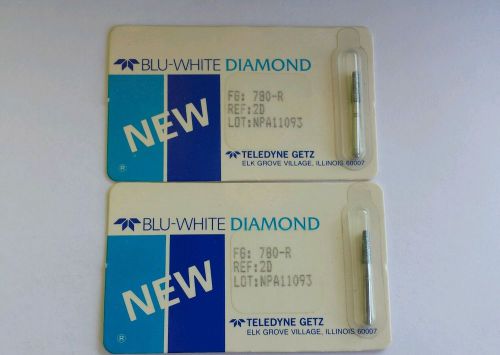 BLU-WHITE DIAMOND
FG: 780-R
REF:2D
LOT:NPA11093
NEW
TELEDYNE GETZ
ELK GROVE VILLAGE, ILLINOIS 60007
®
BLU-WHITE DIAMOND
FG: 780-R
REF:2D
LOT:NPA11093
NEW
TELEDYNE GETZ
ELK GROVE VILLAGE, ILLINOIS 60007
®